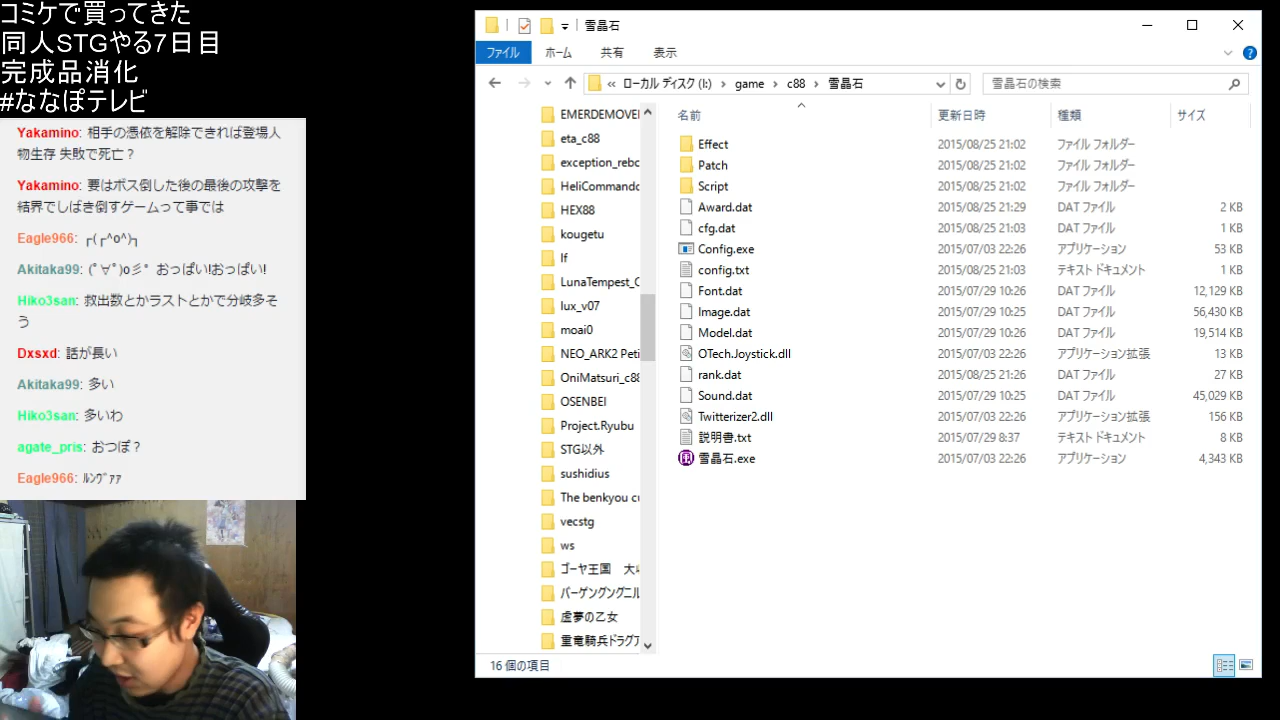 コミケで買ってきた
同人STGやる7日目
完成品消化
#ななぽテレビ
Yakamino: 相手の憑依を解除できれば登場人
物生存 失敗で死亡？
Yakamino: 要はボス倒した後の最後の攻撃を
結界でしばき倒すゲームって事では
Eagle966: ┌(┌^o^)┐
Akitaka99: (ﾟ∀ﾟ)o彡ﾟ おっぱい!おっぱい!
Hiko3san: 救出数とかラストとかで分岐多そ
う
Dxsxd: 話が長い
Akitaka99: 多い
Hiko3san: 多いわ
agate_pris: おつぽ？
Eagle966: ﾙﾝｸﾞｧｧ
雪晶石
ファイル ホーム 共有 表示
« ローカル ディスク (I:) › game › c88 › 雪晶石
雪晶石の検索
EMERDEMOVE
eta_c88
exception_rebc
HeliCommando
HEX88
kougetu
lf
LunaTempest_C
lux_v07
moai0
NEO_ARK2 Peti
OniMatsuri_c88
OSENBEI
Project.Ryubu
STG以外
sushidius
The benkyou cu
vecstg
ws
ゴーヤ王国
バーゲングングニル
虚夢の乙女
重竜騎兵ドラグア
名前 更新日時 種類 サイズ
Effect 2015/08/25 21:02 ファイル フォルダー
Patch 2015/08/25 21:02 ファイル フォルダー
Script 2015/08/25 21:02 ファイル フォルダー
Award.dat 2015/08/25 21:29 DAT ファイル 2 KB
cfg.dat 2015/08/25 21:03 DAT ファイル 1 KB
Config.exe 2015/07/03 22:26 アプリケーション 53 KB
config.txt 2015/08/25 21:03 テキスト ドキュメント 1 KB
Font.dat 2015/07/29 10:26 DAT ファイル 12,129 KB
Image.dat 2015/07/29 10:25 DAT ファイル 56,430 KB
Model.dat 2015/07/29 10:26 DAT ファイル 19,514 KB
OTech.Joystick.dll 2015/07/03 22:26 アプリケーション拡張 13 KB
rank.dat 2015/08/25 21:26 DAT ファイル 27 KB
Sound.dat 2015/07/29 10:25 DAT ファイル 45,029 KB
Twitterizer2.dll 2015/07/03 22:26 アプリケーション拡張 156 KB
説明書.txt 2015/07/29 8:37 テキスト ドキュメント 8 KB
雪晶石.exe 2015/07/03 22:26 アプリケーション 4,343 KB
16 個の項目